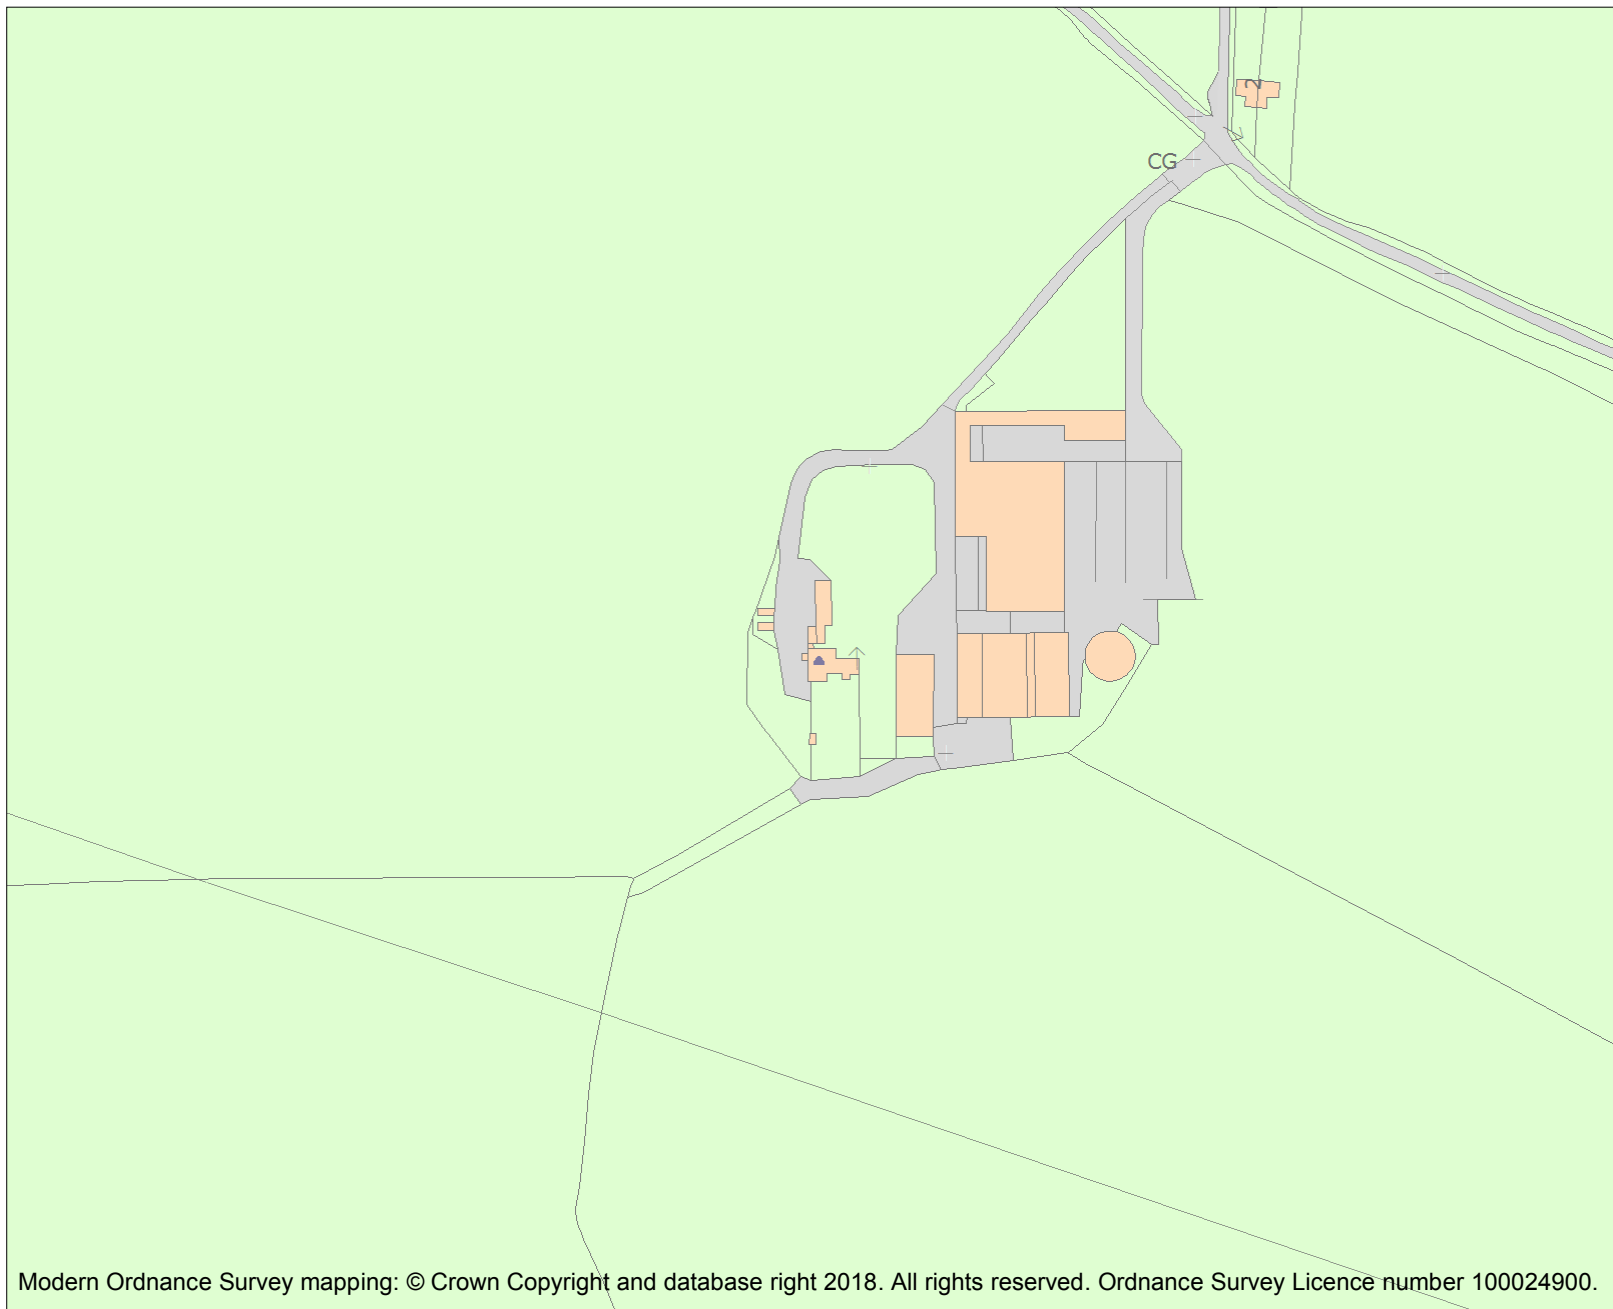 2
CG
Modern Ordnance Survey mapping: © Crown Copyright and database right 2018. All rights reserved. Ordnance Survey Licence number 100024900.